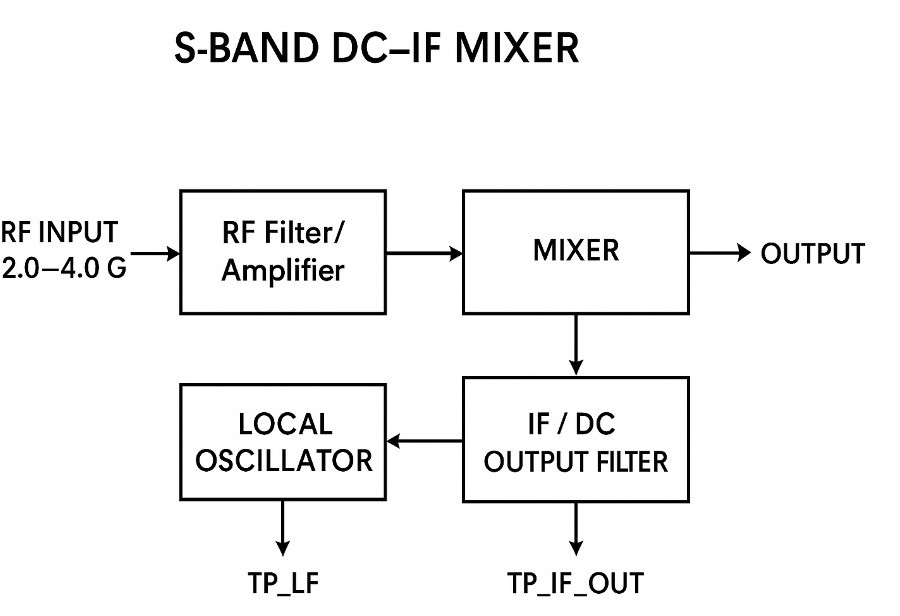 S-BAND DC–IF MIXER
RF INPUT
2.0–4.0 G
RF Filter/
Amplifier
MIXER
OUTPUT
LOCAL
OSCILLATOR
IF / DC
OUTPUT FILTER
TP_LF
TP_IF_OUT